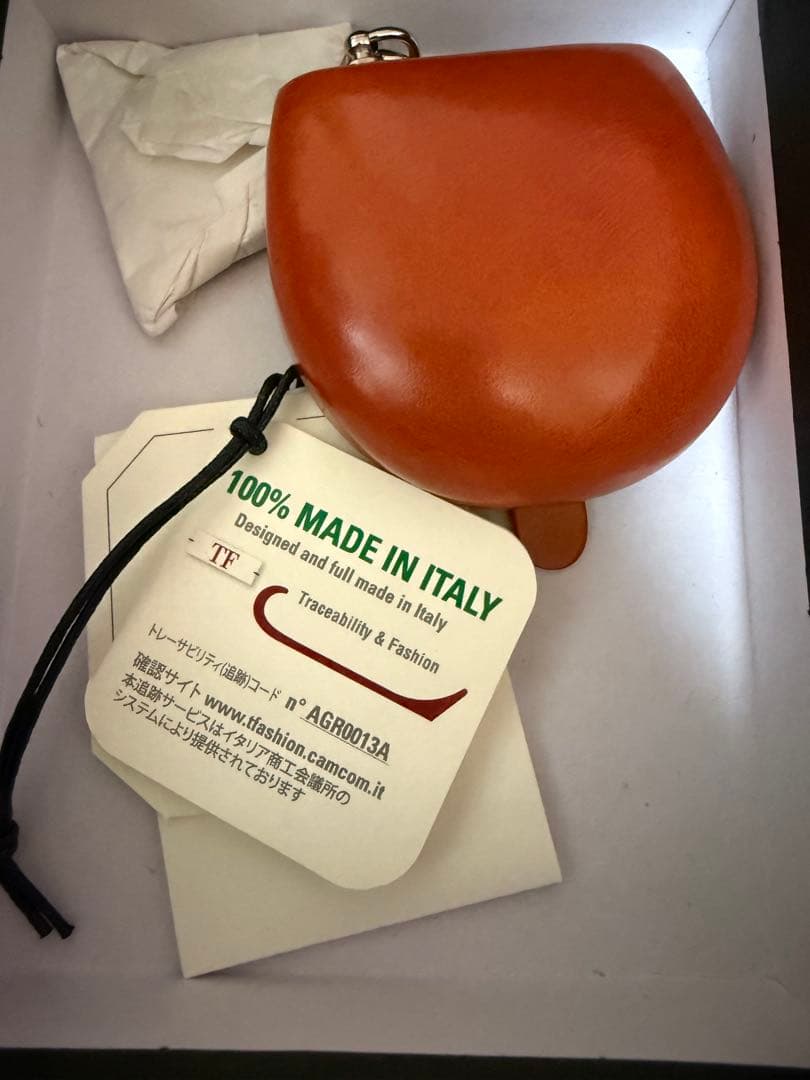 100% MADE IN ITALY
Designed and full made in Italy
TF
Traceability & Fashion
トレーサビリティ(追跡)コード n° AGR0013A
確認サイト www.tfashion.camcom.it
本追跡サービスはイタリア商工会議所の
システムにより提供されております